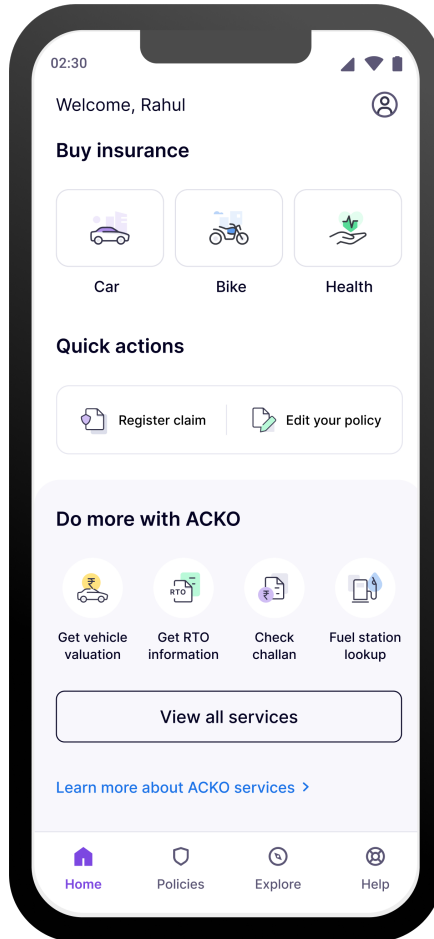 02:30
Welcome, Rahul
Buy insurance
Car
Bike
Health
Quick actions
Register claim
Edit your policy
Do more with ACKO
₹
RTO
₹
Get vehicle
valuation
Get RTO
information
Check
challan
Fuel station
lookup
View all services
Learn more about ACKO services >
Home
Policies
Explore
Help